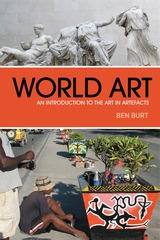 WORLD ART
AN INTRODUCTION TO THE ART IN ARTEFACTS
BEN BURT